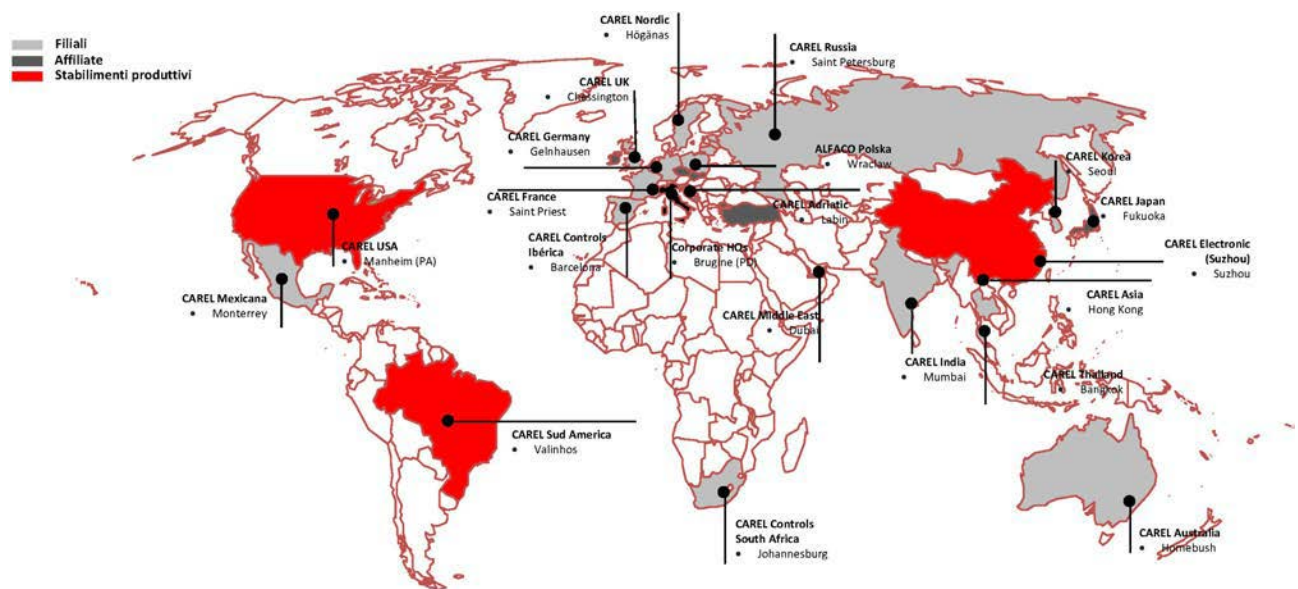 Filiali
Affiliate
Stabilimenti produttivi
CAREL Nordic
Högänas
CAREL Russia
Saint Petersburg
CAREL UK
Chessington
CAREL Germany
Gelnhausen
ALFACO Polska
Wracław
CAREL Korea
Seoul
CAREL France
Saint Priest
CAREL Adriatic
Labin
CAREL Japan
Fukuoka
CAREL USA
Manheim (PA)
CAREL Controls
Ibérica
Barcelona
Corporate HQs
Brugine (PD)
CAREL Electronic
(Suzhou)
Suzhou
CAREL Mexicana
Monterrey
CAREL Asia
Hong Kong
CAREL Middle East
Dubai
CAREL India
Mumbai
CAREL Thailand
Bangkok
CAREL Sud America
Valinhos
CAREL Controls
South Africa
Johannesburg
CAREL Australia
Homebush